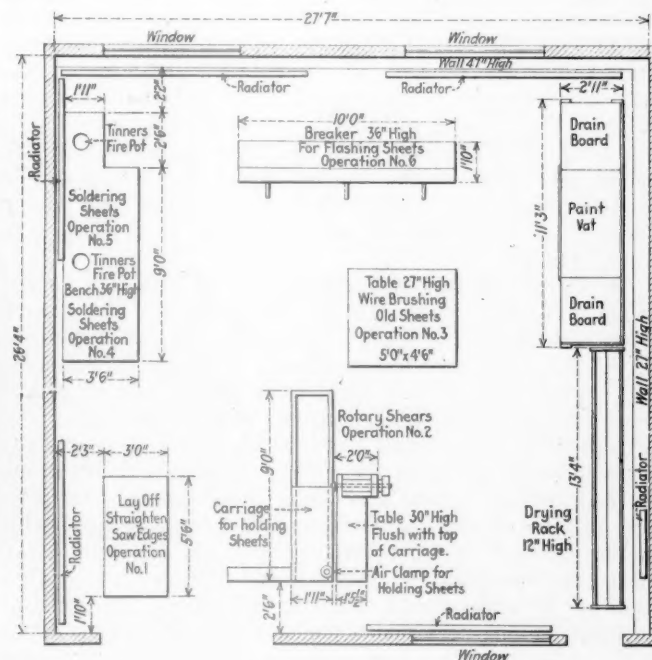 27'7"
Window
Window
Wall 47" High
Radiator
Radiator
2'11"
1'11"
2'2"
10'0"
Breaker 36" High
For Flashing Sheets
Operation No.6
1'10"
Tinners
Fire Pot
2'6"
Radiator
Drain
Board
Soldering
Sheets
Operation
No.5
Paint
Vat
11'3"
Tinners
Fire Pot
Bench 36" High
9'0"
Soldering
Sheets
Operation
No.4
Table 27" High
Wire Brushing
Old Sheets
Operation No.3
5'0" x 4'6"
Drain
Board
26'4"
3'6"
Wall 27" High
Rotary Shears
Operation No.2
2'0"
9'0"
2'3"
3'0"
Lay Off
Straighten
Saw Edges
Operation
No.1
5'6"
Radiator
Carriage
for holding
Sheets
Table 30" High
Flush with top
of Carriage.
Air Clamp for
Holding Sheets
13'4"
Drying
Rack
12" High
Radiator
1'10"
2'6"
1'11"
1'5½"
Radiator
Window